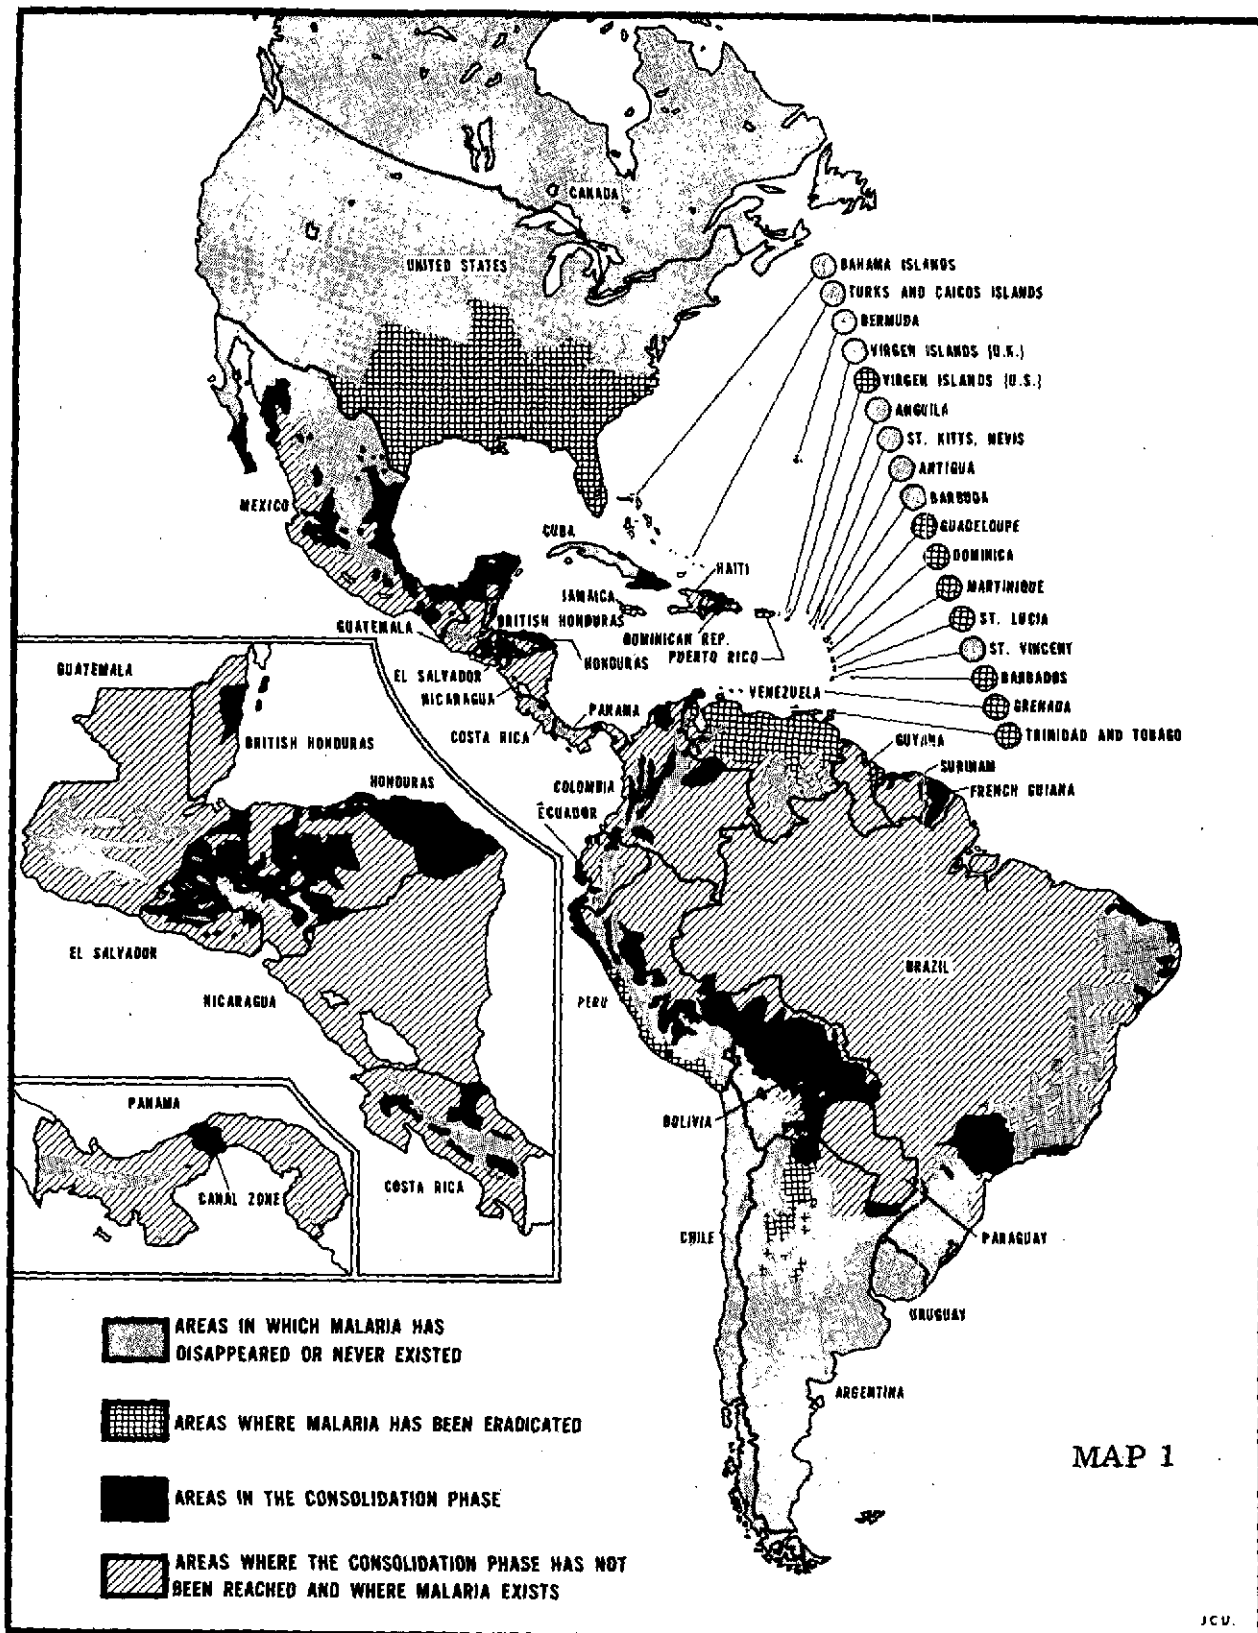 CANADA
UNITED STATES
BAHAMA ISLANDS
TURKS AND CAICOS ISLANDS
BERMUDA
VIRGEN ISLANDS (U.K.)
VIRGEN ISLANDS (U.S.)
ANGUILA
ST. KITTS, NEVIS
ANTIGUA
BARBUDA
GUADELOUPE
DOMINICA
MARTINIQUE
ST. LUCIA
ST. VINCENT
BARBADOS
GRENADA
TRINIDAD AND TOBAGO
MEXICO
CUBA
HAITI
JAMAICA
BRITISH HONDURAS
GUATEMALA
DOMINICAN REP.
PUERTO RICO
HONDURAS
EL SALVADOR
NICARAGUA
VENEZUELA
PANAMA
COSTA RICA
GUYANA
SURINAM
FRENCH GUIANA
COLOMBIA
ECUADOR
BRAZIL
PERU
BOLIVIA
CHILE
PARAGUAY
URUGUAY
ARGENTINA
GUATEMALA
BRITISH HONDURAS
HONDURAS
EL SALVADOR
NICARAGUA
COSTA RICA
PANAMA
CANAL ZONE
AREAS IN WHICH MALARIA HAS
DISAPPEARED OR NEVER EXISTED
AREAS WHERE MALARIA HAS BEEN ERADICATED
AREAS IN THE CONSOLIDATION PHASE
AREAS WHERE THE CONSOLIDATION PHASE HAS NOT
BEEN REACHED AND WHERE MALARIA EXISTS
MAP 1
JCU.